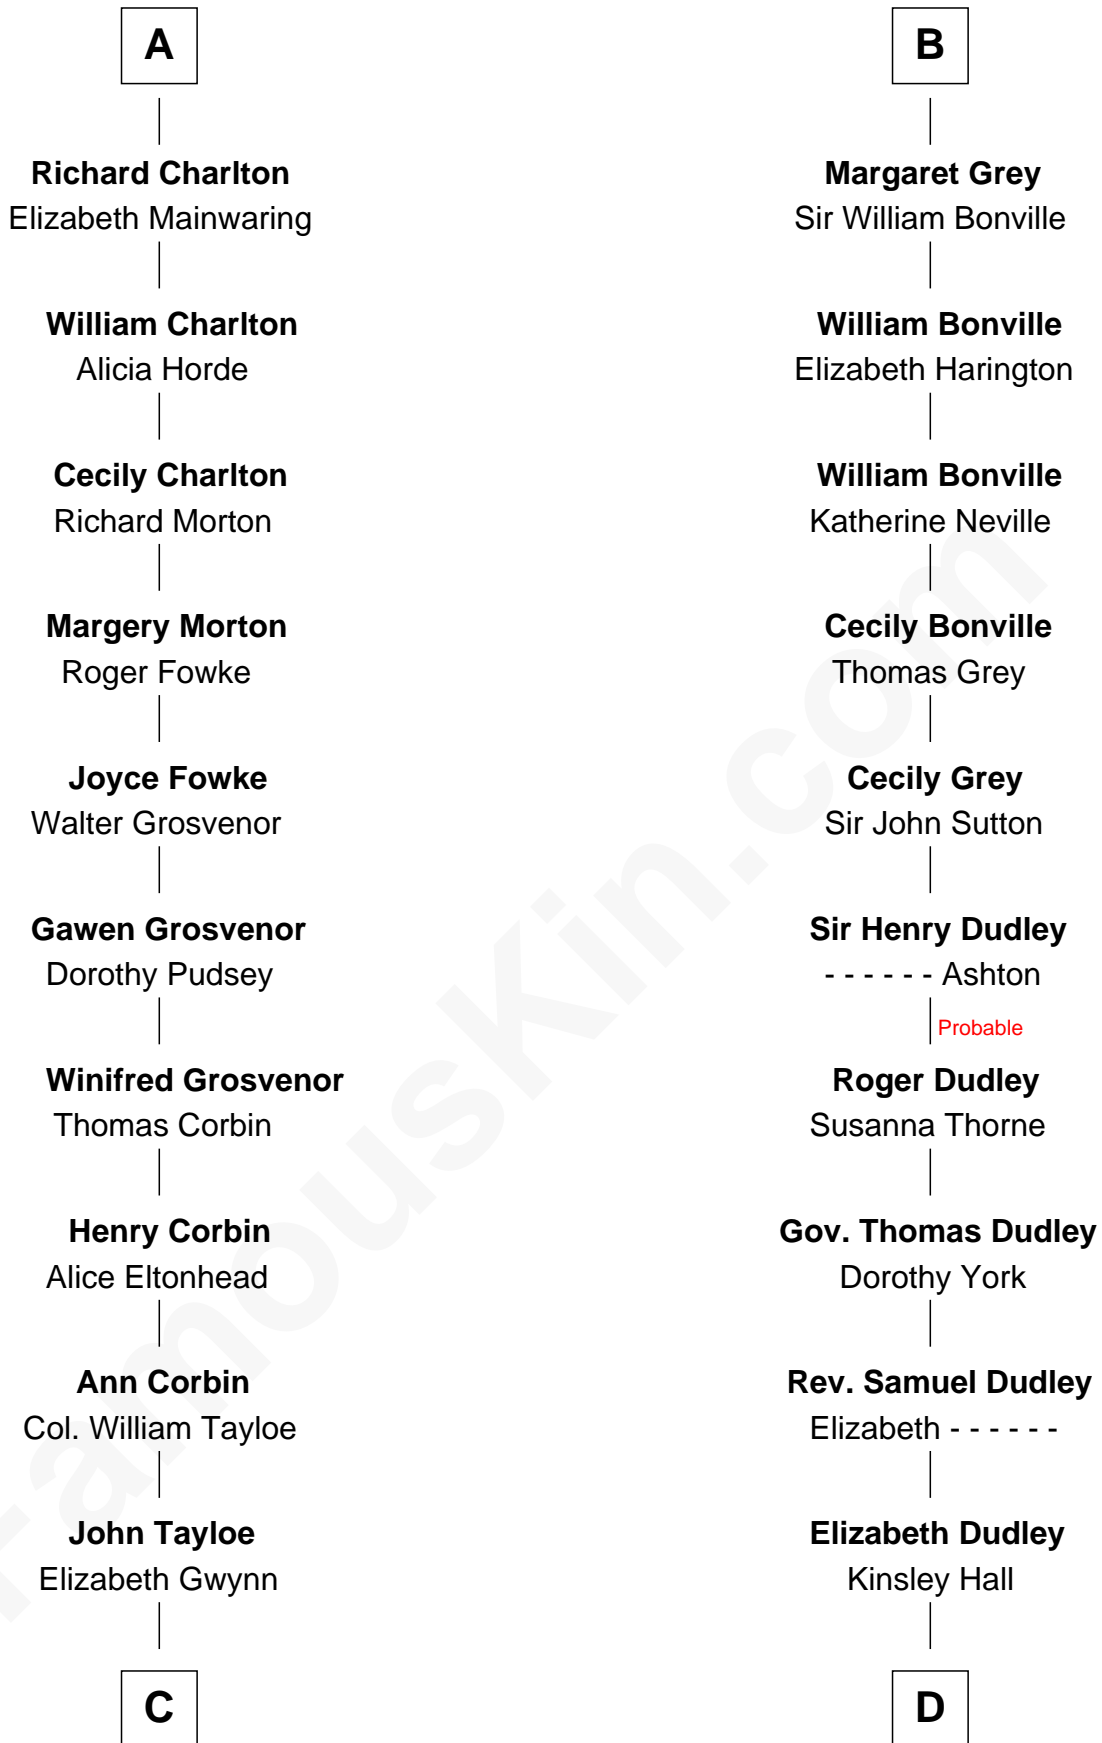 A
Richard Charlton
Elizabeth Mainwaring
William Charlton
Alicia Horde
Cecily Charlton
Richard Morton
Margery Morton
Roger Fowke
Joyce Fowke
Walter Grosvenor
Gawen Grosvenor
Dorothy Pudsey
Winifred Grosvenor
Thomas Corbin
Henry Corbin
Alice Eltonhead
Ann Corbin
Col. William Tayloe
John Tayloe
Elizabeth Gwynn
C
B
Margaret Grey
Sir William Bonville
William Bonville
Elizabeth Harington
William Bonville
Katherine Neville
Cecily Bonville
Thomas Grey
Cecily Grey
Sir John Sutton
Sir Henry Dudley
- - - - - - Ashton
Probable
Roger Dudley
Susanna Thorne
Gov. Thomas Dudley
Dorothy York
Rev. Samuel Dudley
Elizabeth - - - - - -
Elizabeth Dudley
Kinsley Hall
D
FamousKin.com